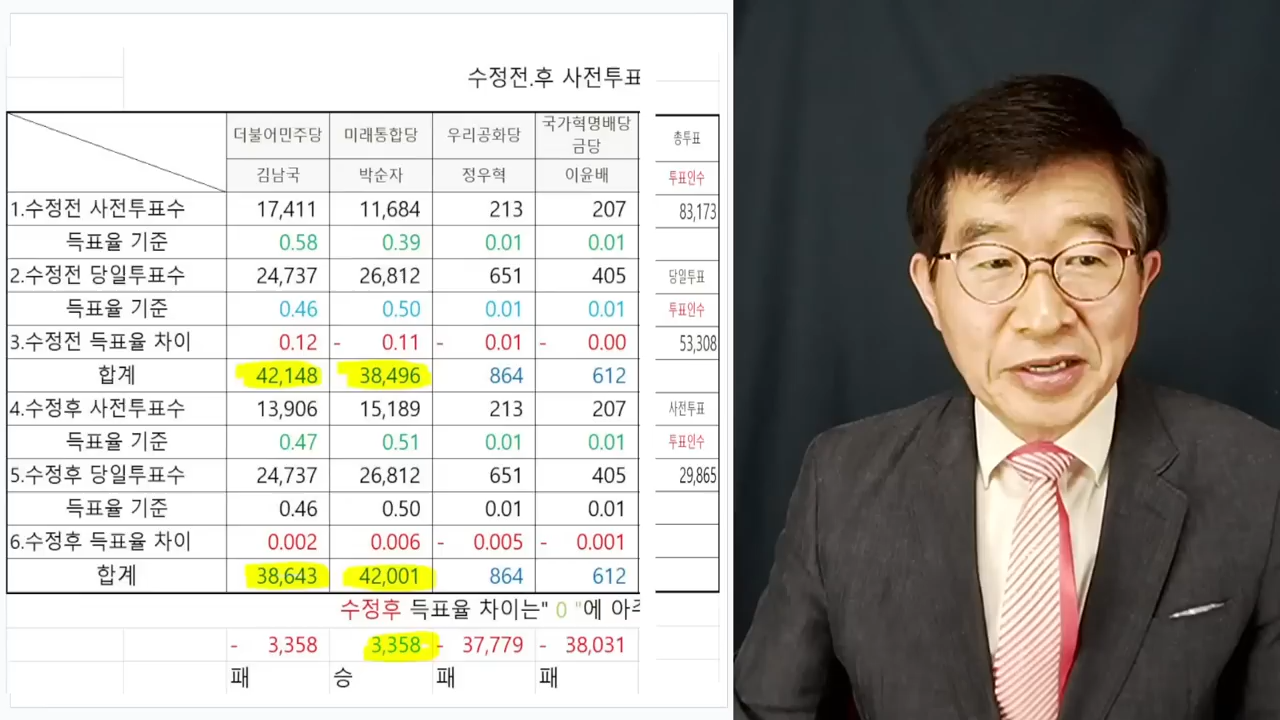 수정전.후 사전투표
더불어민주당 미래통합당 우리공화당 국가혁명배당
금당
김남국 박순자 정우혁 이윤배
1.수정전 사전투표수 17,411 11,684 213 207
득표율 기준 0.58 0.39 0.01 0.01
2.수정전 당일투표수 24,737 26,812 651 405
득표율 기준 0.46 0.50 0.01 0.01
3.수정전 득표율 차이 0.12 - 0.11 - 0.01 - 0.00
합계 42,148 38,496 864 612
4.수정후 사전투표수 13,906 15,189 213 207
득표율 기준 0.47 0.51 0.01 0.01
5.수정후 당일투표수 24,737 26,812 651 405
득표율 기준 0.46 0.50 0.01 0.01
6.수정후 득표율 차이 0.002 0.006 - 0.005 - 0.001
합계 38,643 42,001 864 612
수정후 득표율 차이는" 0 "에 아주
- 3,358 3,358 - 37,779 - 38,031
패 승 패 패
총투표
투표인수
83,173
당일투표
투표인수
53,308
사전투표
투표인수
29,865